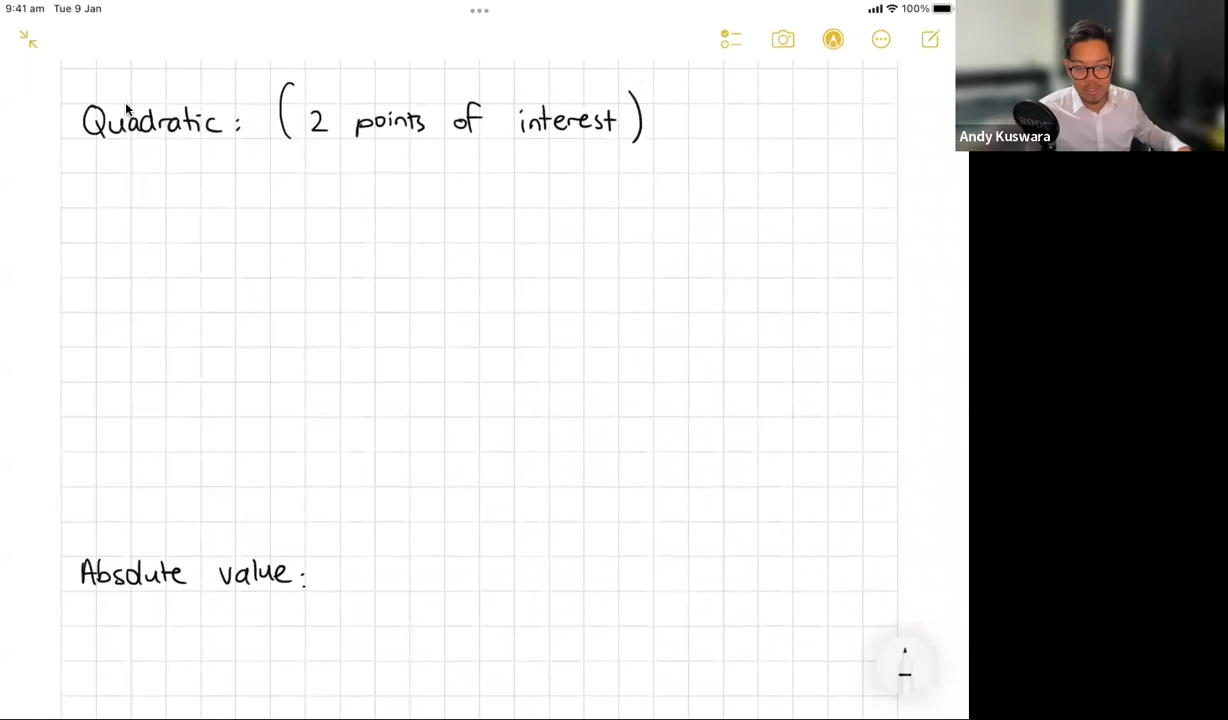 9:41 am Tue 9 Jan 100%
Quadratic: (2 points of interest)
Andy Kuswara
Absolute value: